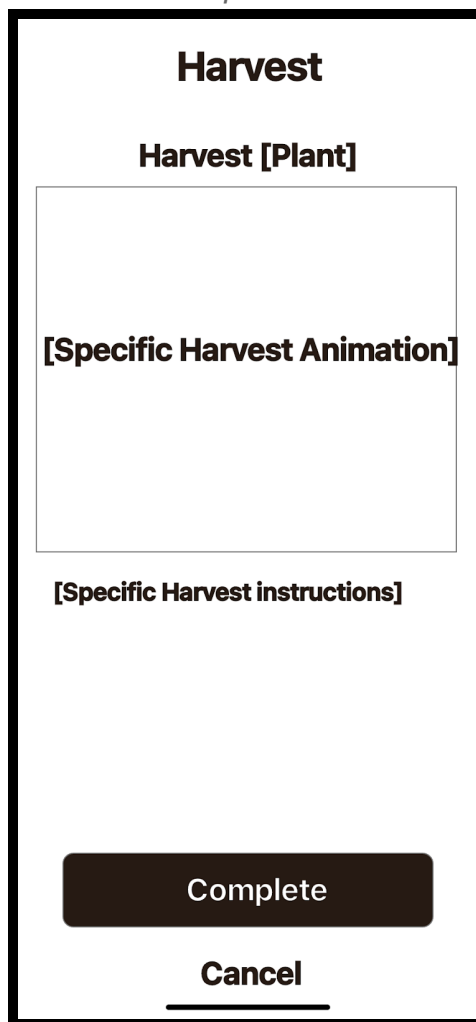 Harvest
Harvest [Plant]
[Specific Harvest Animation]
[Specific Harvest instructions]
Complete
Cancel